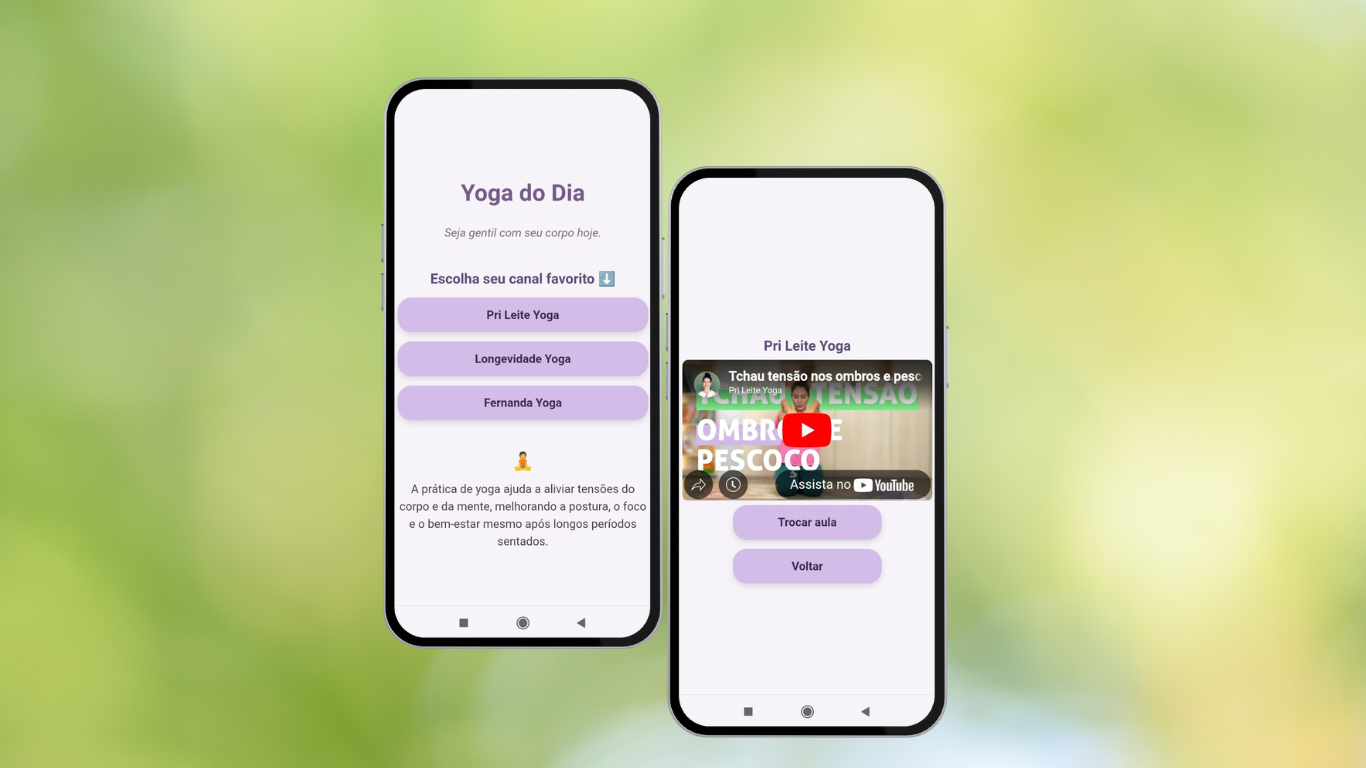 Yoga do Dia
Seja gentil com seu corpo hoje.
Escolha seu canal favorito ⬇️
Pri Leite Yoga
Longevidade Yoga
Fernanda Yoga
A prática de yoga ajuda a aliviar tensões do
corpo e da mente, melhorando a postura, o foco
e o bem-estar mesmo após longos períodos
sentados.
Pri Leite Yoga
Tchau tensão nos ombros e pesc
Pri Leite Yoga
TCHAU TENSÃO
OMBR E
PESCOÇO
Assista no YouTube
Trocar aula
Voltar